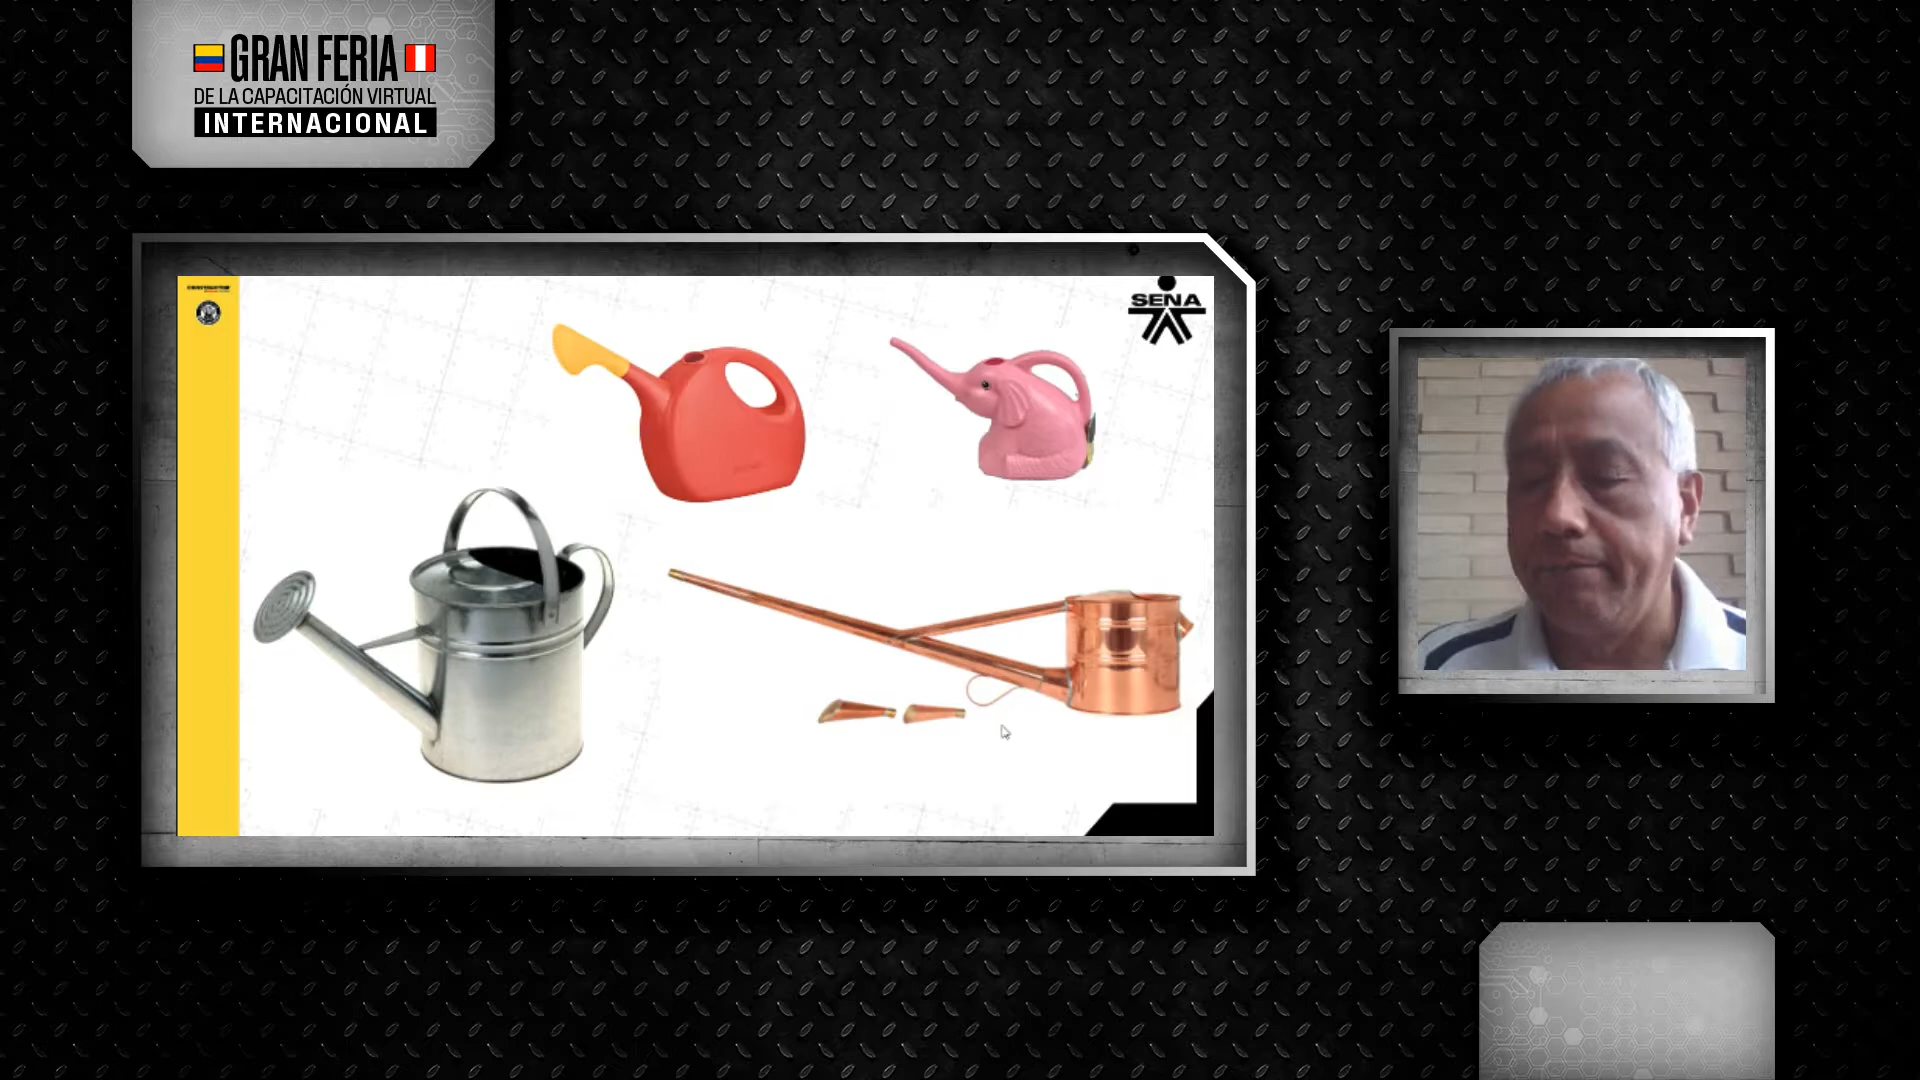 GRAN FERIA
DE LA CAPACITACIÓN VIRTUAL
INTERNACIONAL
SENA